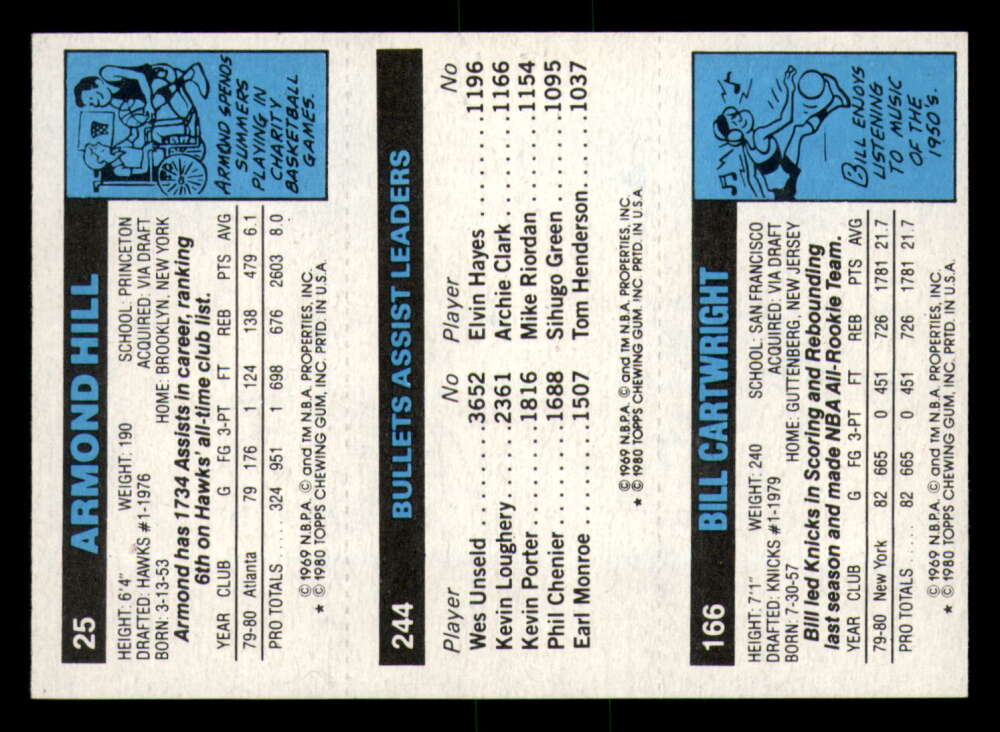 25 ARMOND HILL
HEIGHT: 6'4" WEIGHT: 190 SCHOOL: PRINCETON
DRAFTED: HAWKS #1-1976 ACQUIRED: VIA DRAFT
BORN: 3-13-53 HOME: BROOKLYN, NEW YORK
Armond has 1734 Assists in career, ranking
6th on Hawks' all-time club list.
YEAR CLUB G FG 3-PT FT REB PTS AVG
79-80 Atlanta 79 176 1 124 138 479 6.1
PRO TOTALS..... 324 951 1 698 676 2603 8.0
© 1969 N.B.P.A. © and TM N.B.A. PROPERTIES, INC.
* © 1980 TOPPS CHEWING GUM, INC. PRTD. IN U.S.A.
ARMOND SPENDS
SUMMERS
PLAYING IN
CHARITY
BASKETBALL
GAMES.
244 BULLETS ASSIST LEADERS
Player No Player No
Wes Unseld....3652 Elvin Hayes......1196
Kevin Loughery....2361 Archie Clark.....1166
Kevin Porter.....1816 Mike Riordan.....1154
Phil Chenier.....1688 Sihugo Green....1095
Earl Monroe.....1507 Tom Henderson...1037
© 1969 N.B.P.A. © and TM N.B.A. PROPERTIES, INC.
* © 1980 TOPPS CHEWING GUM. INC. PRTD. IN U.S.A.
166 BILL CARTWRIGHT
HEIGHT: 7'1" WEIGHT: 240 SCHOOL: SAN FRANCISCO
DRAFTED: KNICKS #1-1979 ACQUIRED: VIA DRAFT
BORN: 7-30-57 HOME: GUTTENBERG, NEW JERSEY
Bill led Knicks In Scoring and Rebounding
last season and made NBA All-Rookie Team.
YEAR CLUB G FG 3-PT FT REB PTS AVG
79-80 New York 82 665 0 451 726 1781 21.7
PRO TOTALS..... 82 665 0 451 726 1781 21.7
© 1969 N.B.P.A. © and TM N.B.A. PROPERTIES, INC.
* © 1980 TOPPS CHEWING GUM, INC. PRTD. IN U.S.A.
BILL ENJOYS
LISTENING
TO MUSIC
OF THE
1950'S.